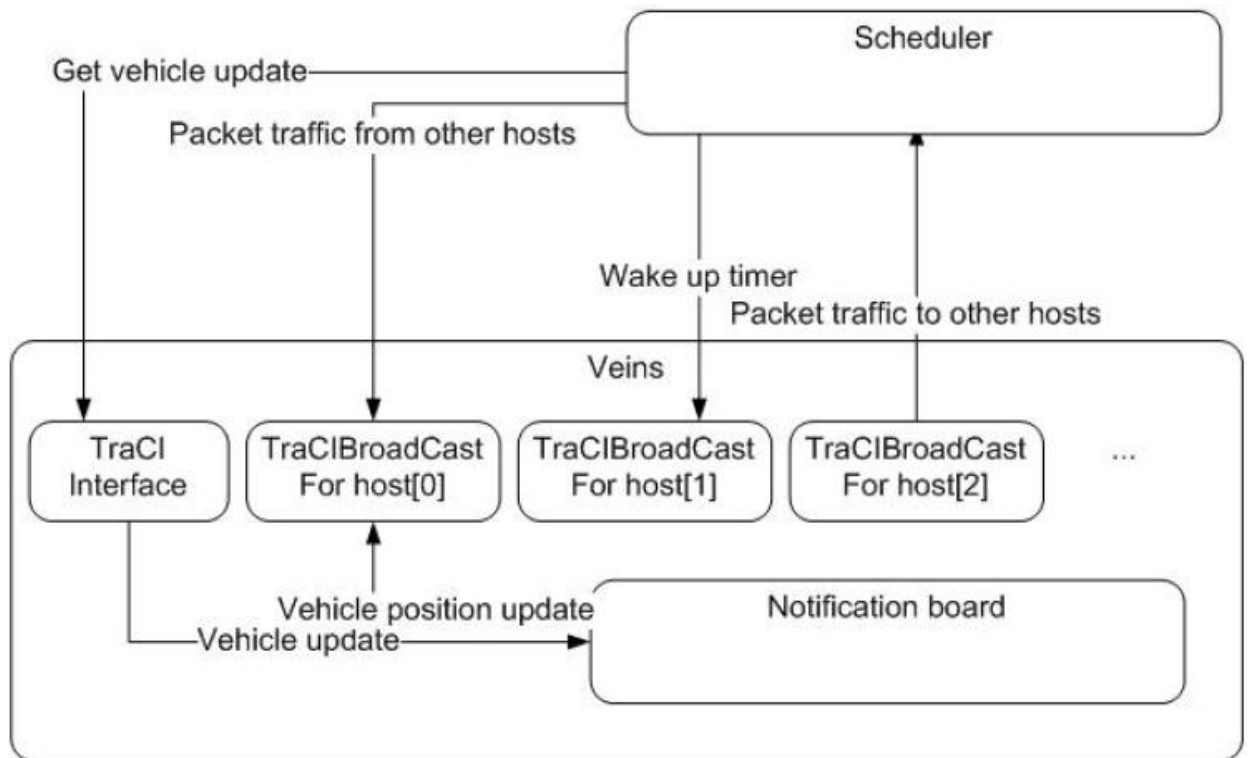 Scheduler
Get vehicle update
Packet traffic from other hosts
Wake up timer
Packet traffic to other hosts
Veins
TraCI
Interface
TraCIBroadCast
For host[0]
TraCIBroadCast
For host[1]
TraCIBroadCast
For host[2]
...
Vehicle position update
Notification board
Vehicle update